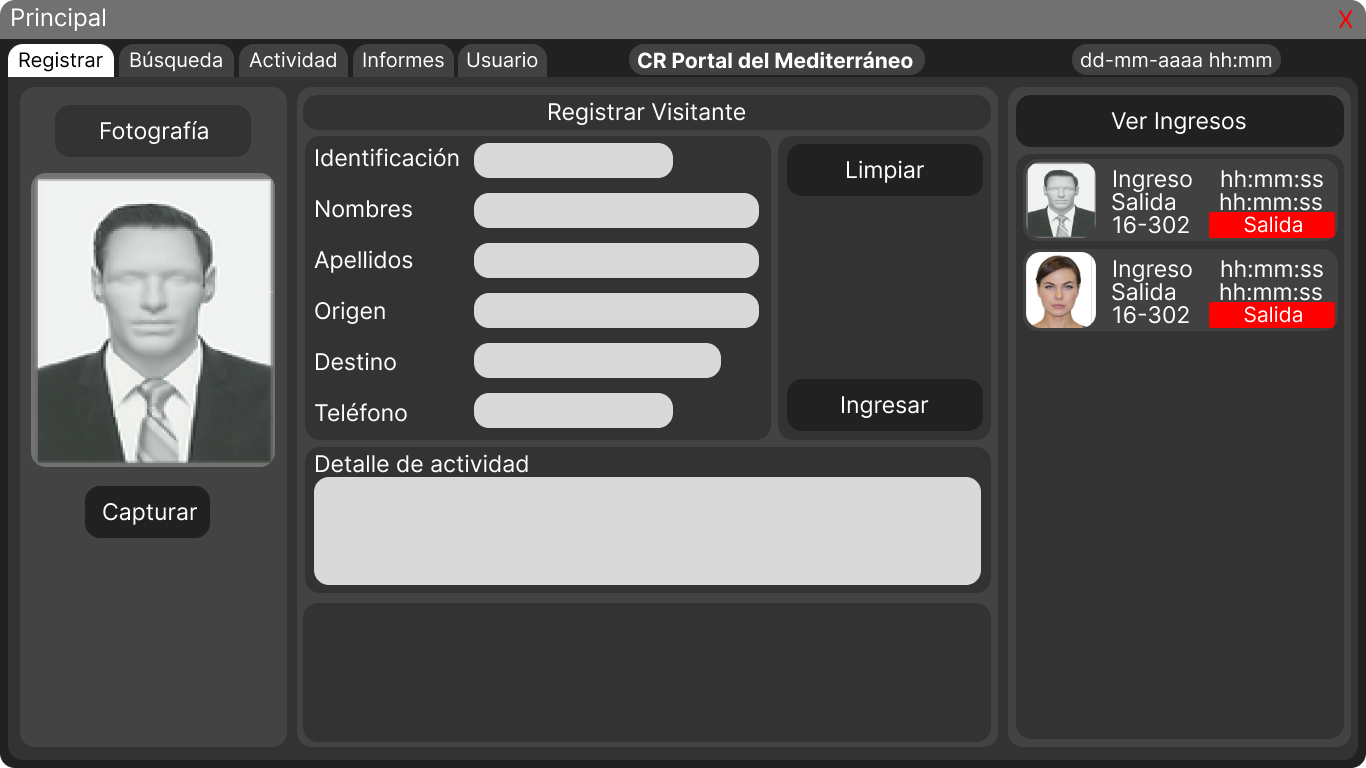 Principal
X
Registrar
Búsqueda
Actividad
Informes
Usuario
CR Portal del Mediterráneo
dd-mm-aaaa hh:mm
Fotografía
Capturar
Registrar Visitante
Identificación
Nombres
Apellidos
Origen
Destino
Teléfono
Limpiar
Ingresar
Detalle de actividad
Ver Ingresos
Ingreso hh:mm:ss
Salida hh:mm:ss
16-302 Salida
Ingreso hh:mm:ss
Salida hh:mm:ss
16-302 Salida